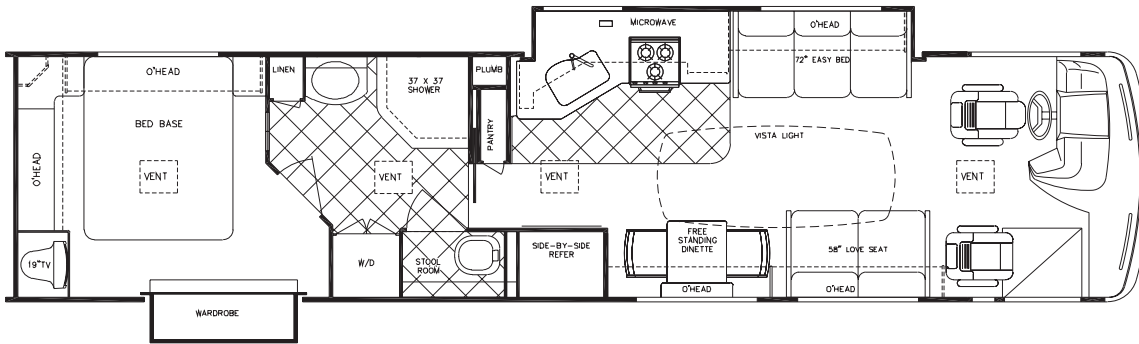 O'HEAD
BED BASE
O'HEAD
VENT
19"TV
WARDROBE
LINEN
37 X 37
SHOWER
VENT
W/D
STOOL
ROOM
PLUMB
PANTRY
MICROWAVE
VENT
SIDE-BY-SIDE
REFER
FREE
STANDING
DINETTE
O'HEAD
O'HEAD
72" EASY BED
VISTA LIGHT
58" LOVE SEAT
O'HEAD
VENT